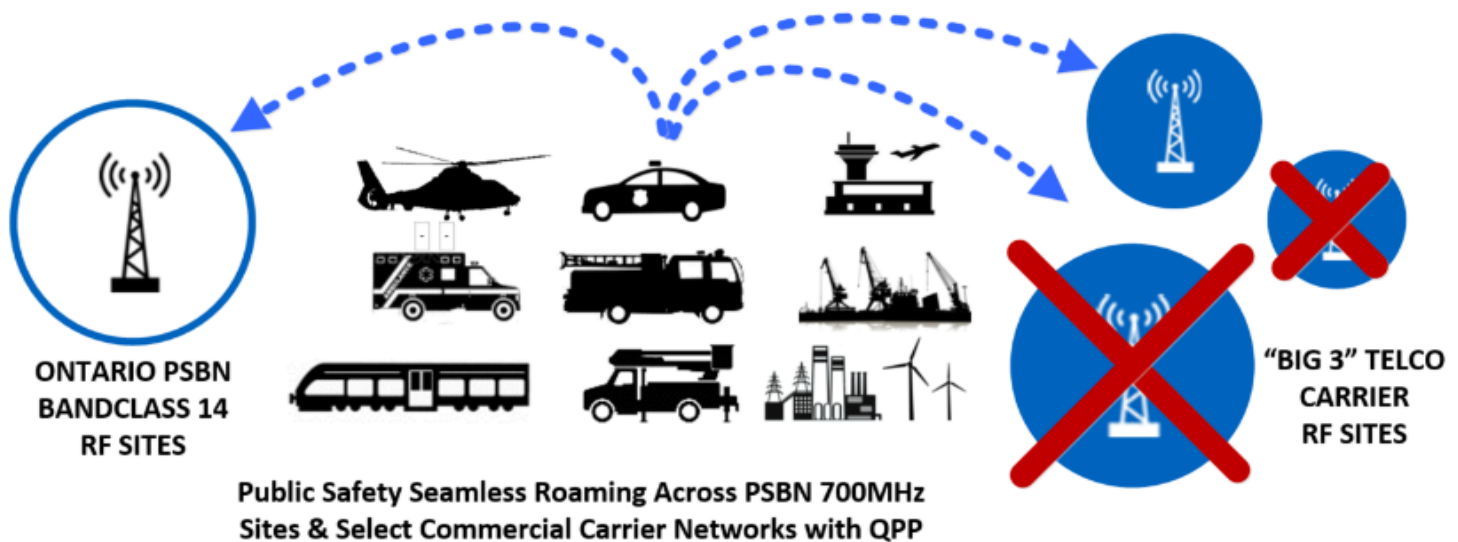 ONTARIO PSBN
BANDCLASS 14
RF SITES
"BIG 3" TELCO
CARRIER
RF SITES
Public Safety Seamless Roaming Across PSBN 700MHz
Sites & Select Commercial Carrier Networks with QPP